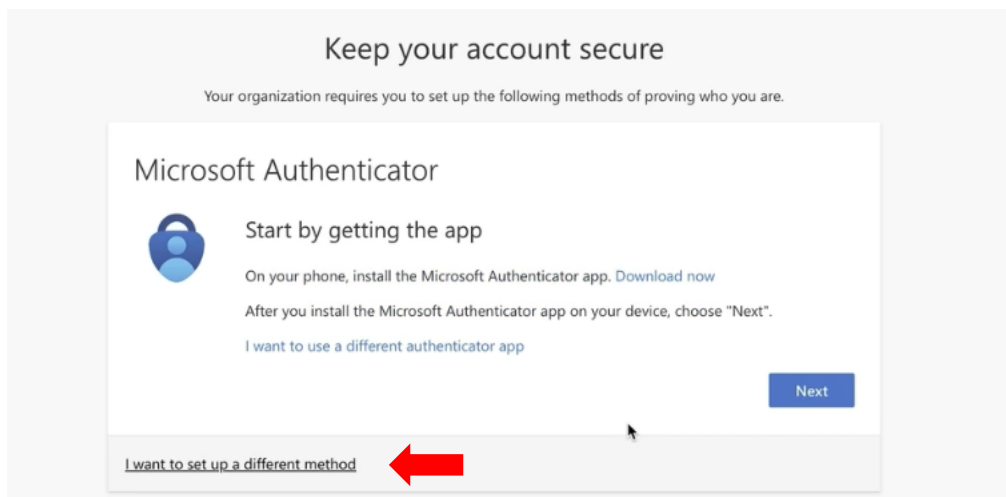 Keep your account secure
Your organization requires you to set up the following methods of proving who you are.
Microsoft Authenticator
Start by getting the app
On your phone, install the Microsoft Authenticator app. Download now
After you install the Microsoft Authenticator app on your device, choose "Next".
I want to use a different authenticator app
Next
I want to set up a different method